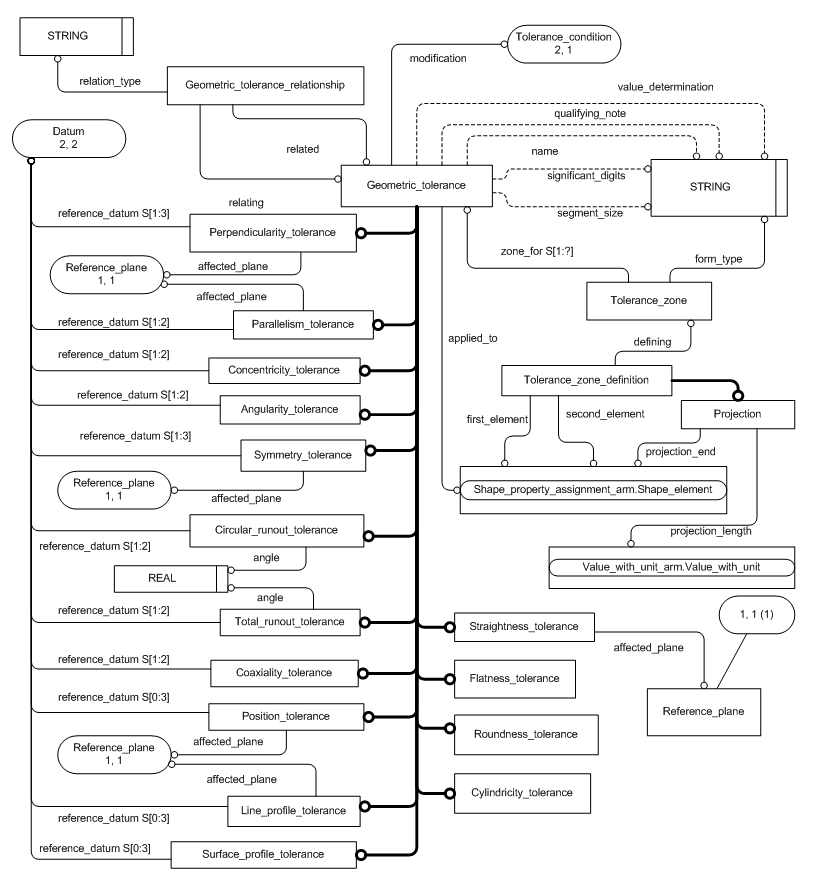 STRING
Tolerance_condition
2, 1
modification
relation_type
Geometric_tolerance_relationship
value_determination
qualifying_note
Datum
2, 2
related
name
Geometric_tolerance
significant_digits
STRING
relating
segment_size
reference_datum S[1:3]
Perpendicularity_tolerance
zone_for S[1:?]
form_type
Reference_plane
1, 1
affected_plane
affected_plane
Tolerance_zone
reference_datum S[1:2]
Parallelism_tolerance
applied_to
defining
reference_datum S[1:2]
Concentricity_tolerance
Tolerance_zone_definition
reference_datum S[1:2]
Angularity_tolerance
first_element
second_element
Projection
reference_datum S[1:3]
Symmetry_tolerance
projection_end
Reference_plane
1, 1
affected_plane
Shape_property_assignment_arm.Shape_element
Circular_runout_tolerance
projection_length
reference_datum S[1:2]
angle
Value_with_unit_arm.Value_with_unit
REAL
angle
reference_datum S[1:2]
Total_runout_tolerance
Straightness_tolerance
1, 1 (1)
affected_plane
reference_datum S[1:2]
Coaxiality_tolerance
Flatness_tolerance
reference_datum S[0:3]
Position_tolerance
Reference_plane
Roundness_tolerance
affected_plane
Reference_plane
1, 1
affected_plane
Cylindricity_tolerance
Line_profile_tolerance
reference_datum S[0:3]
reference_datum S[0:3]
Surface_profile_tolerance